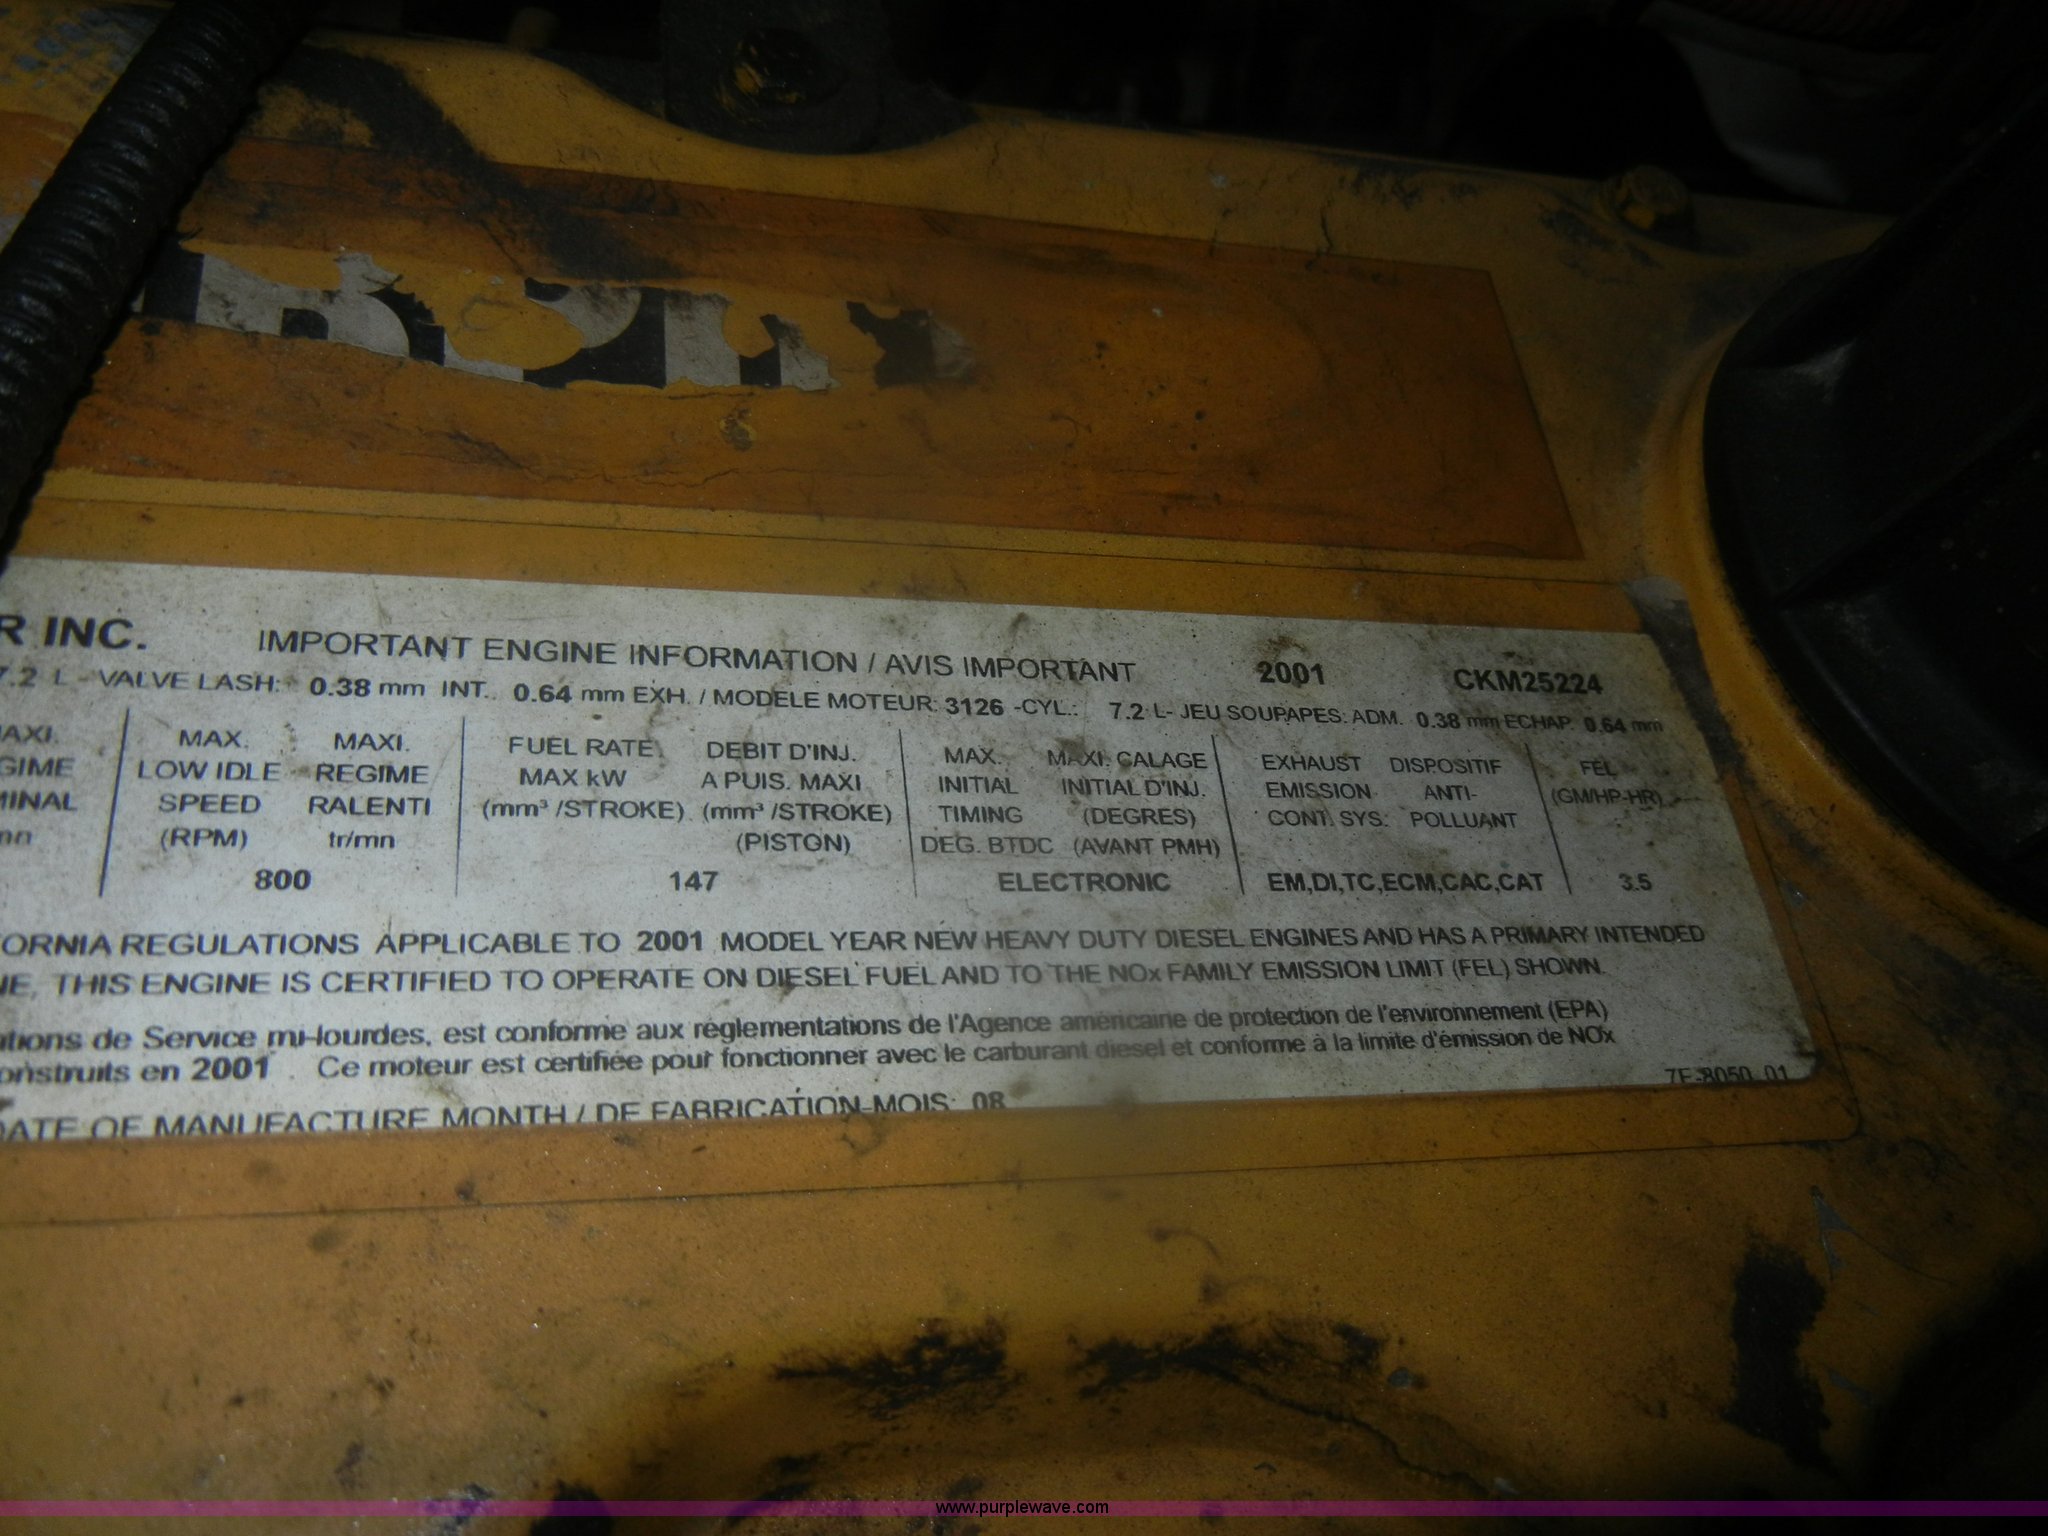 R INC. IMPORTANT ENGINE INFORMATION / AVIS IMPORTANT 2001 CKM25224
7.2 L - VALVE LASH: 0.38 mm INT. 0.64 mm EXH. / MODELE MOTEUR: 3126 -CYL.: 7.2 L- JEU SOUPAPES: ADM. 0.38 mm ECHAP. 0.64 mm
AXI. MAX. MAXI. FUEL RATE DEBIT D'INJ. MAX. MAXI. CALAGE EXHAUST DISPOSITIF FEL
GIME LOW IDLE REGIME MAX kW A PUIS. MAXI INITIAL INITIAL D'INJ. EMISSION ANTI- (GM/HP-HR)
MINAL SPEED RALENTI (mm³ /STROKE) (mm³ /STROKE) TIMING (DEGRES) CONT. SYS. POLLUANT
mn (RPM) tr/mn (PISTON) DEG. BTDC (AVANT PMH)
800 147 ELECTRONIC EM,DI,TC,ECM,CAC,CAT 3.5
FORNIA REGULATIONS APPLICABLE TO 2001 MODEL YEAR NEW HEAVY DUTY DIESEL ENGINES AND HAS A PRIMARY INTENDED
NE, THIS ENGINE IS CERTIFIED TO OPERATE ON DIESEL FUEL AND TO THE NOx FAMILY EMISSION LIMIT (FEL) SHOWN.
ations de Service mi-lourdes, est conforme aux réglementations de l'Agence américaine de protection de l'environnement (EPA)
onstruits en 2001 . Ce moteur est certifiée pour fonctionner avec le carburant diesel et conforme à la limite d'émission de NOx
7E-8050 01
DATE OF MANUFACTURE MONTH / DE FABRICATION-MOIS: 08
www.purplewave.com